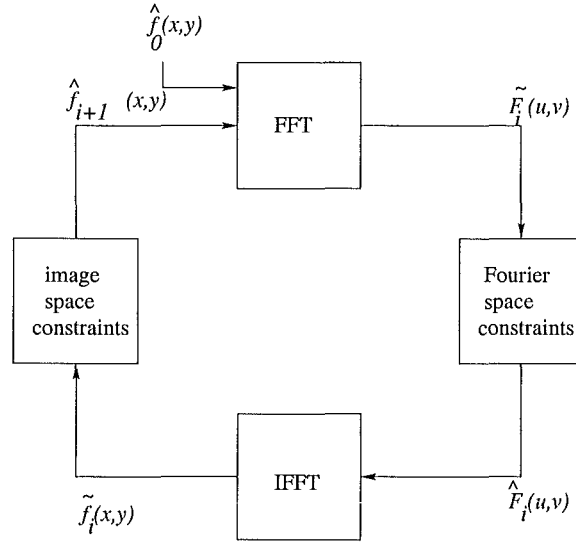 f̂₀(x,y)
f̂ᵢ₊₁ (x,y)
FFT
F̃ᵢ(u,v)
image
space
constraints
Fourier
space
constraints
IFFT
f̃ᵢ(x,y)
F̂ᵢ(u,v)